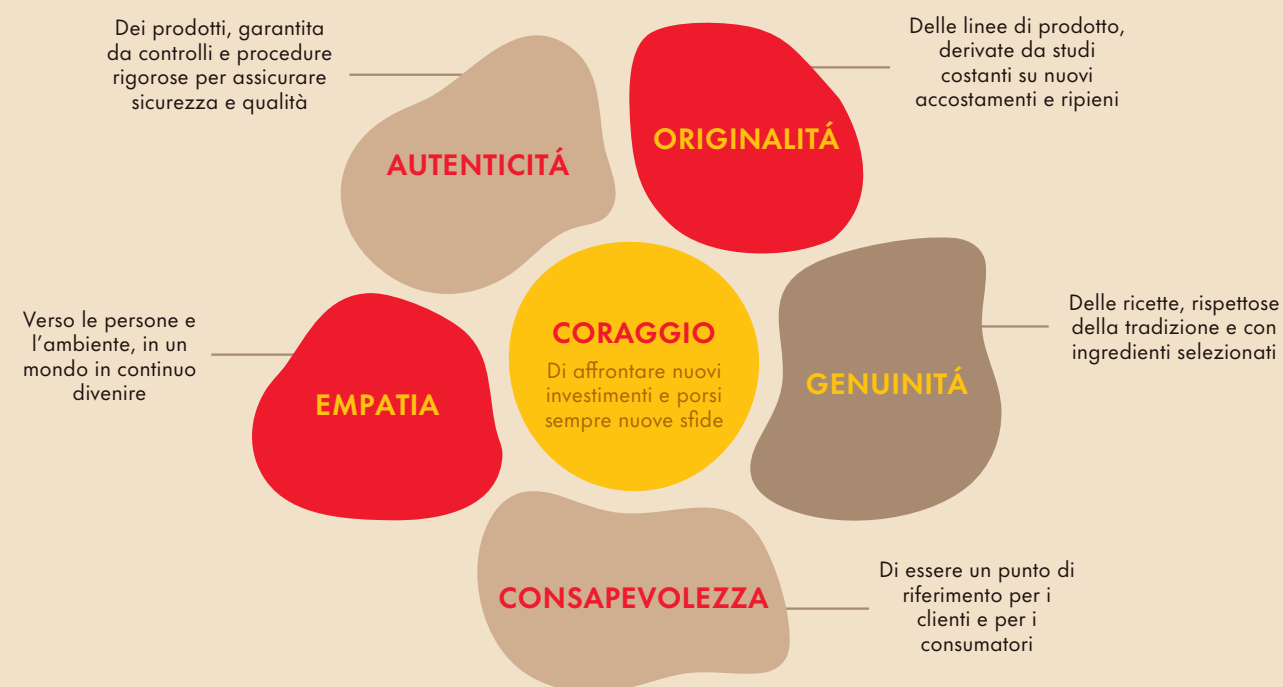 Dei prodotti, garantita
da controlli e procedure
rigorose per assicurare
sicurezza e qualità
AUTENTICITÁ
Delle linee di prodotto,
derivate da studi
costanti su nuovi
accostamenti e ripieni
ORIGINALITÁ
Verso le persone e
l'ambiente, in un
mondo in continuo
divenire
EMPATIA
CORAGGIO
Di affrontare nuovi
investimenti e porsi
sempre nuove sfide
Delle ricette, rispettose
della tradizione e con
ingredienti selezionati
GENUINITÁ
CONSAPEVOLEZZA
Di essere un punto di
riferimento per i
clienti e per i
consumatori